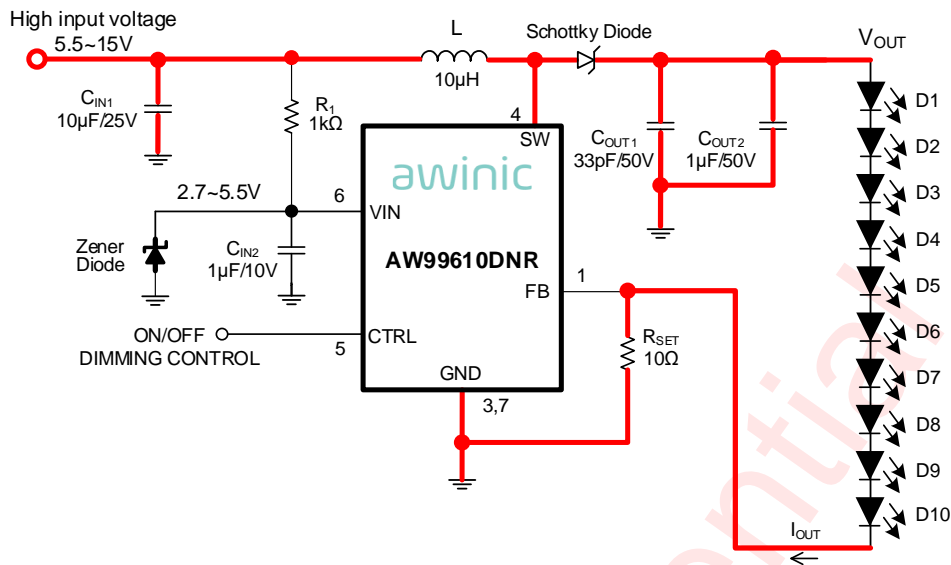 High input voltage
5.5~15V
L
10μH
Schottky Diode
VOUT
CIN1
10μF/25V
R1
1kΩ
4
SW
COUT1
33pF/50V
COUT2
1μF/50V
D1
D2
D3
D4
D5
D6
D7
D8
D9
D10
awinic
2.7~5.5V
6
VIN
Zener
Diode
CIN2
1μF/10V
AW99610DNR
1
FB
ON/OFF
DIMMING CONTROL
5
CTRL
RSET
10Ω
GND
3,7
IOUT